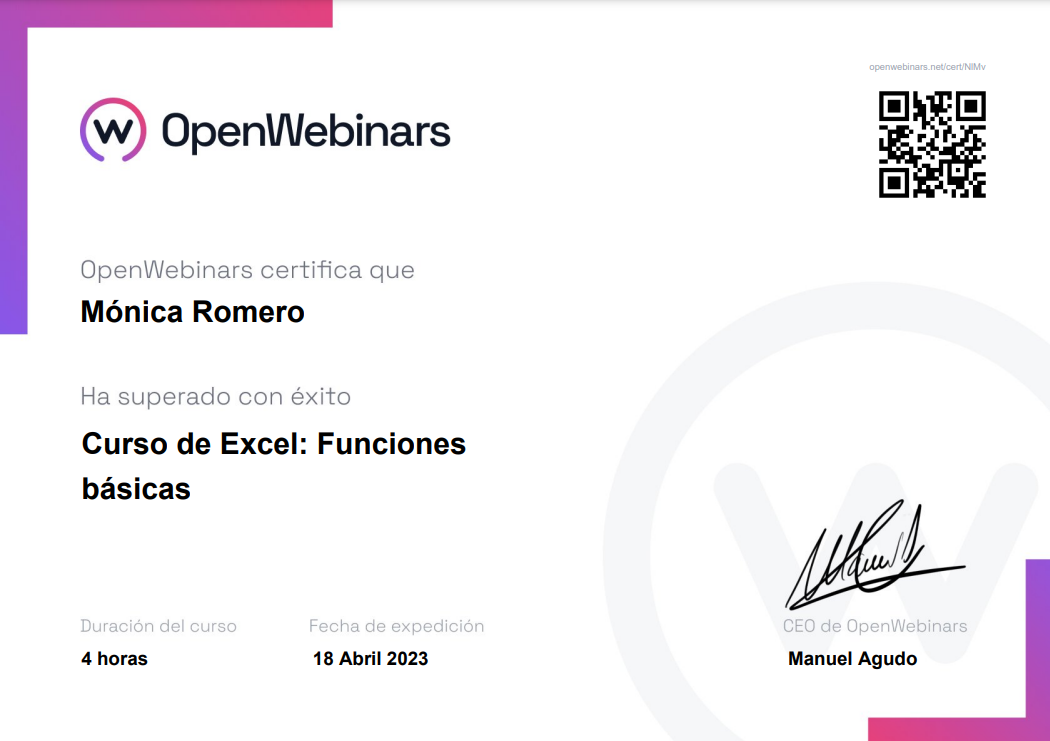 openwebinars.net/cert/NIMv
OpenWebinars
OpenWebinars certifica que
Mónica Romero
Ha superado con éxito
Curso de Excel: Funciones
básicas
Duración del curso
4 horas
Fecha de expedición
18 Abril 2023
CEO de OpenWebinars
Manuel Agudo